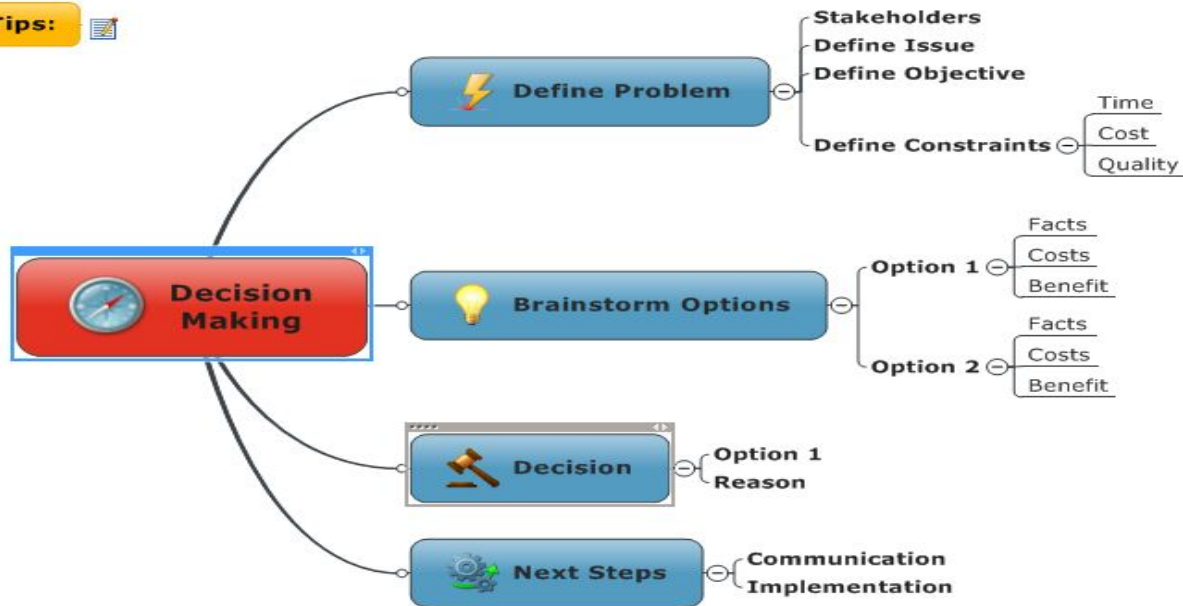 Tips:
Decision
Making
Define Problem
Stakeholders
Define Issue
Define Objective
Define Constraints
Time
Cost
Quality
Brainstorm Options
Option 1
Facts
Costs
Benefit
Option 2
Facts
Costs
Benefit
Decision
Option 1
Reason
Next Steps
Communication
Implementation